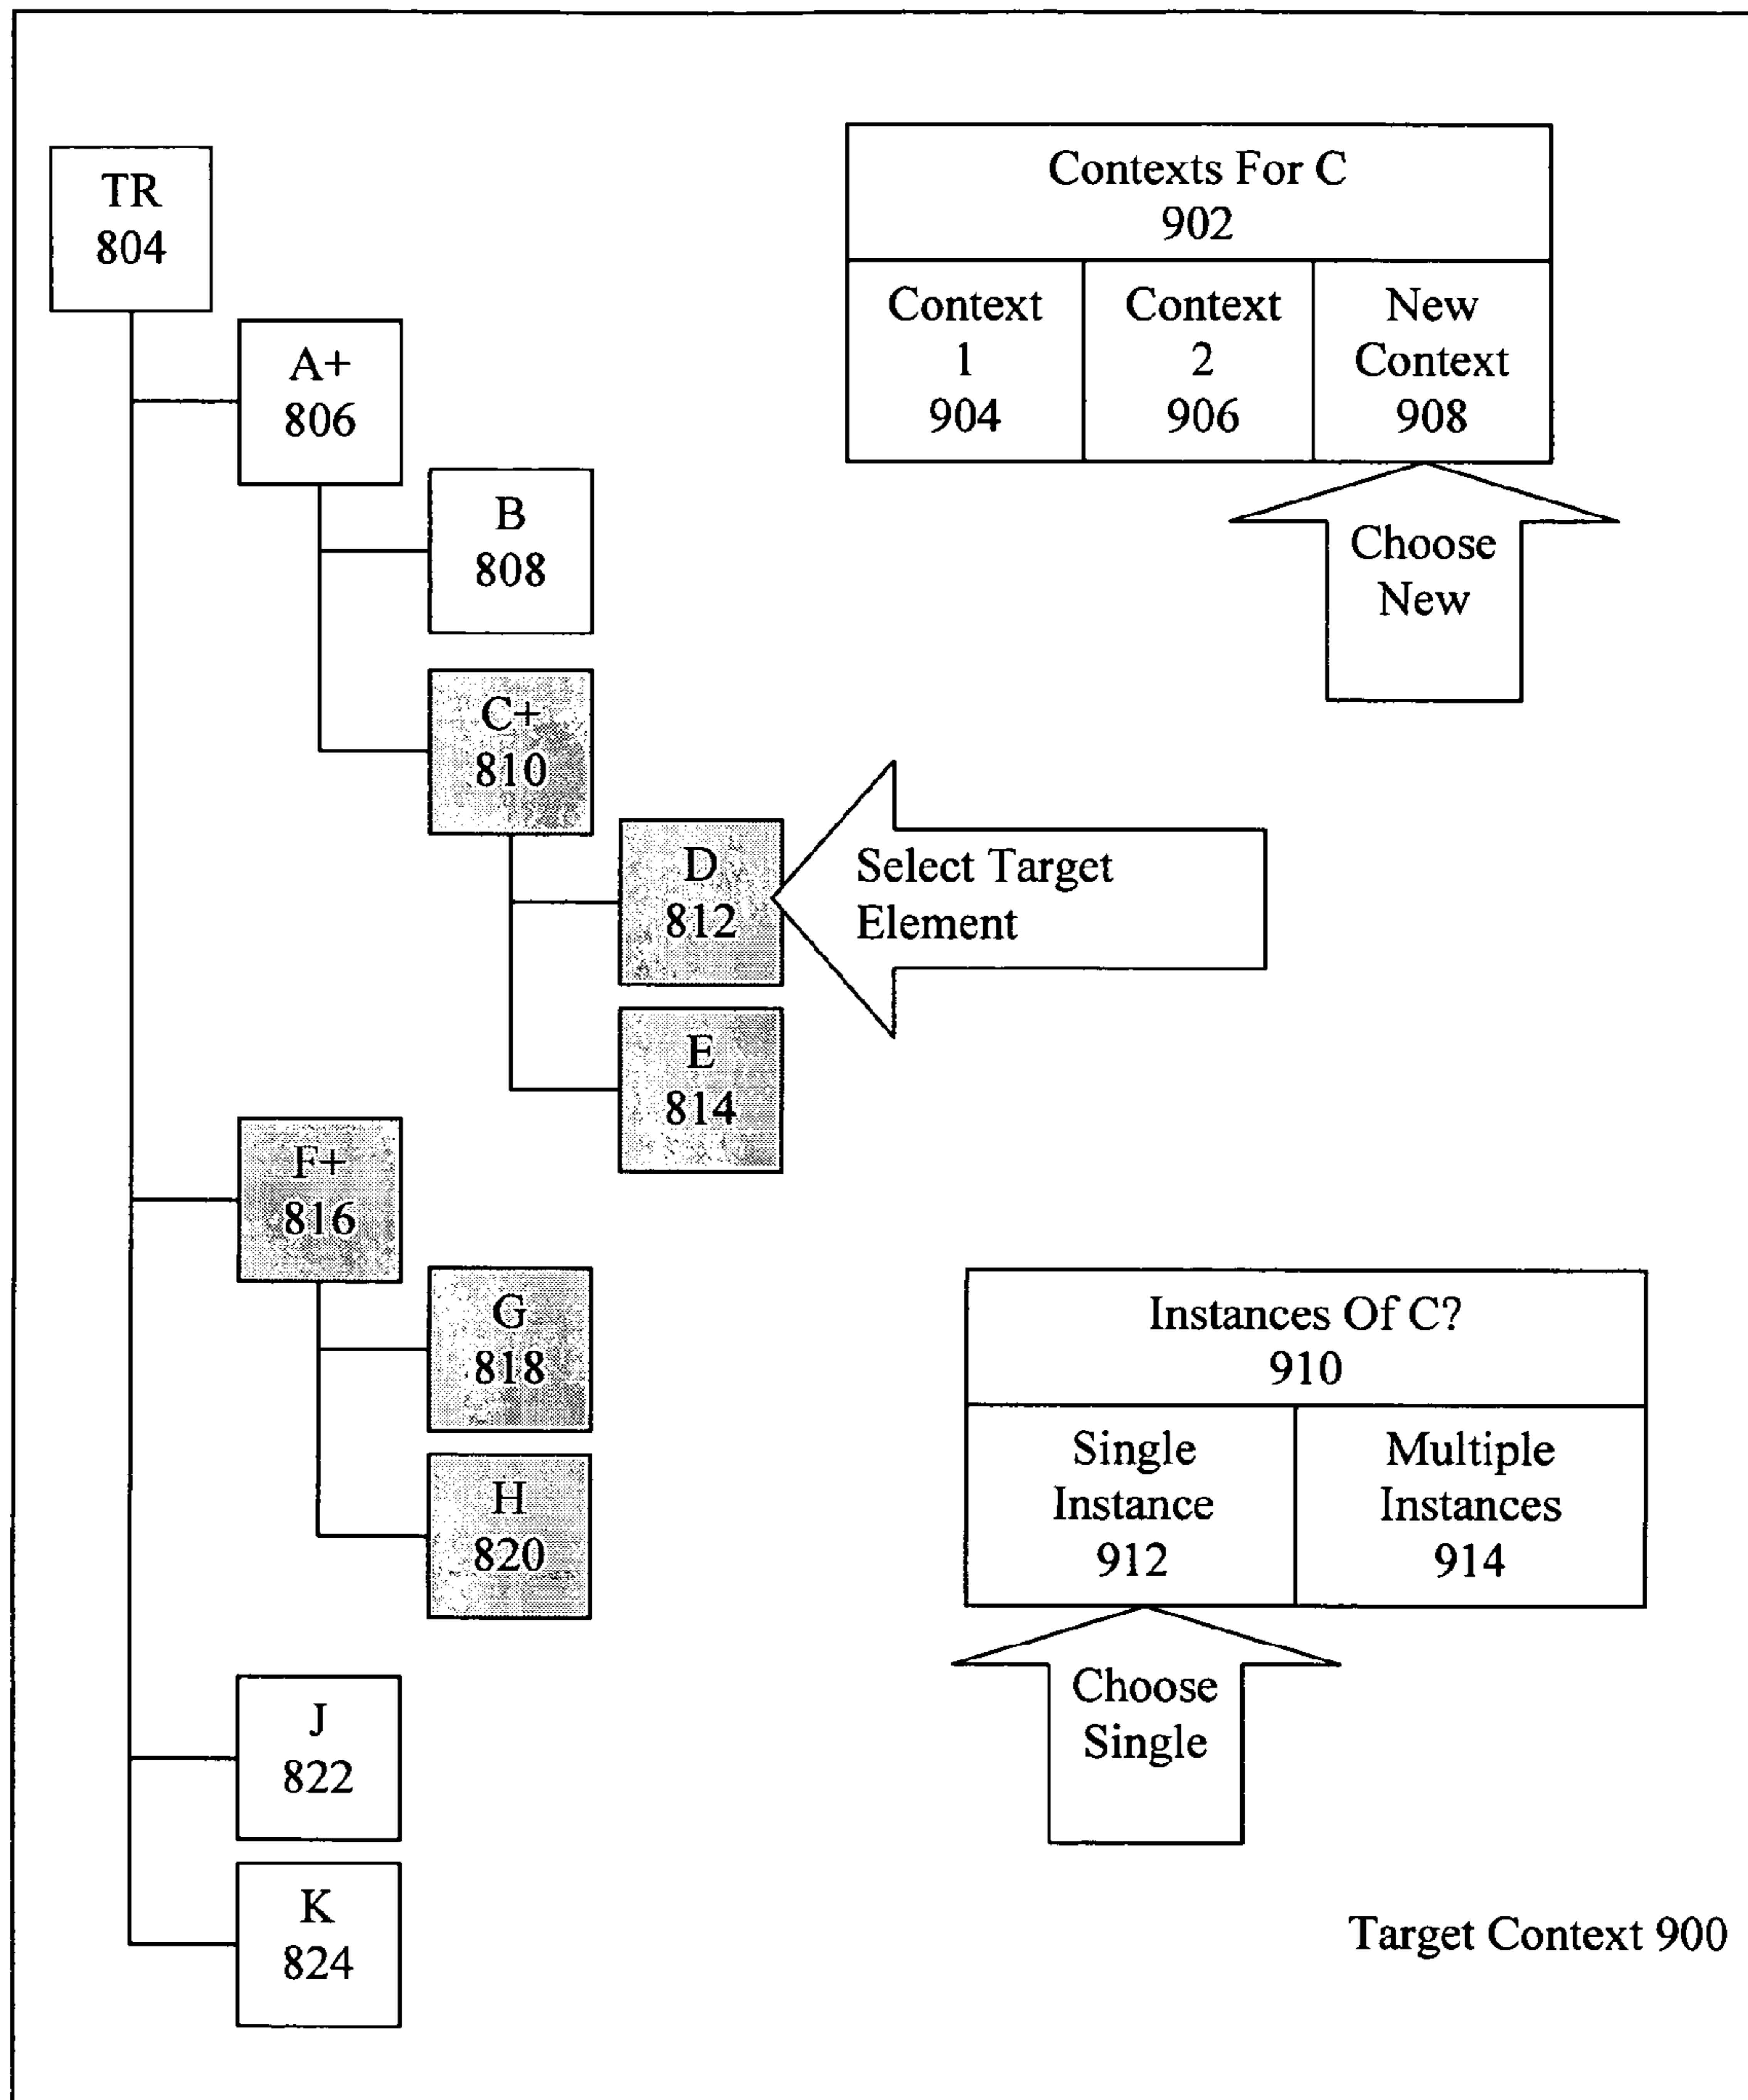 TR
804
A+
806
B
808
C+
810
D
812
E
814
F+
816
G
818
H
820
J
822
K
824
Contexts For C
902
Context
1
904
Context
2
906
New
Context
908
Choose
New
Select Target
Element
Instances Of C?
910
Single
Instance
912
Multiple
Instances
914
Choose
Single
Target Context 900